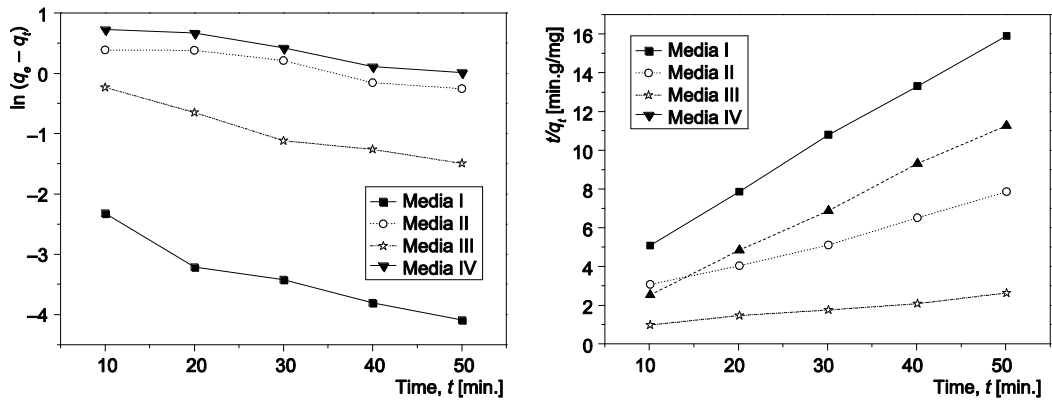 ln (qe – qt)
1
0
–1
–2
–3
–4
10 20 30 40 50
Time, t [min.]
Media I
Media II
Media III
Media IV
t/qt [min.g/mg]
16
14
12
10
8
6
4
2
0
10 20 30 40 50
Time, t [min.]
Media I
Media II
Media III
Media IV